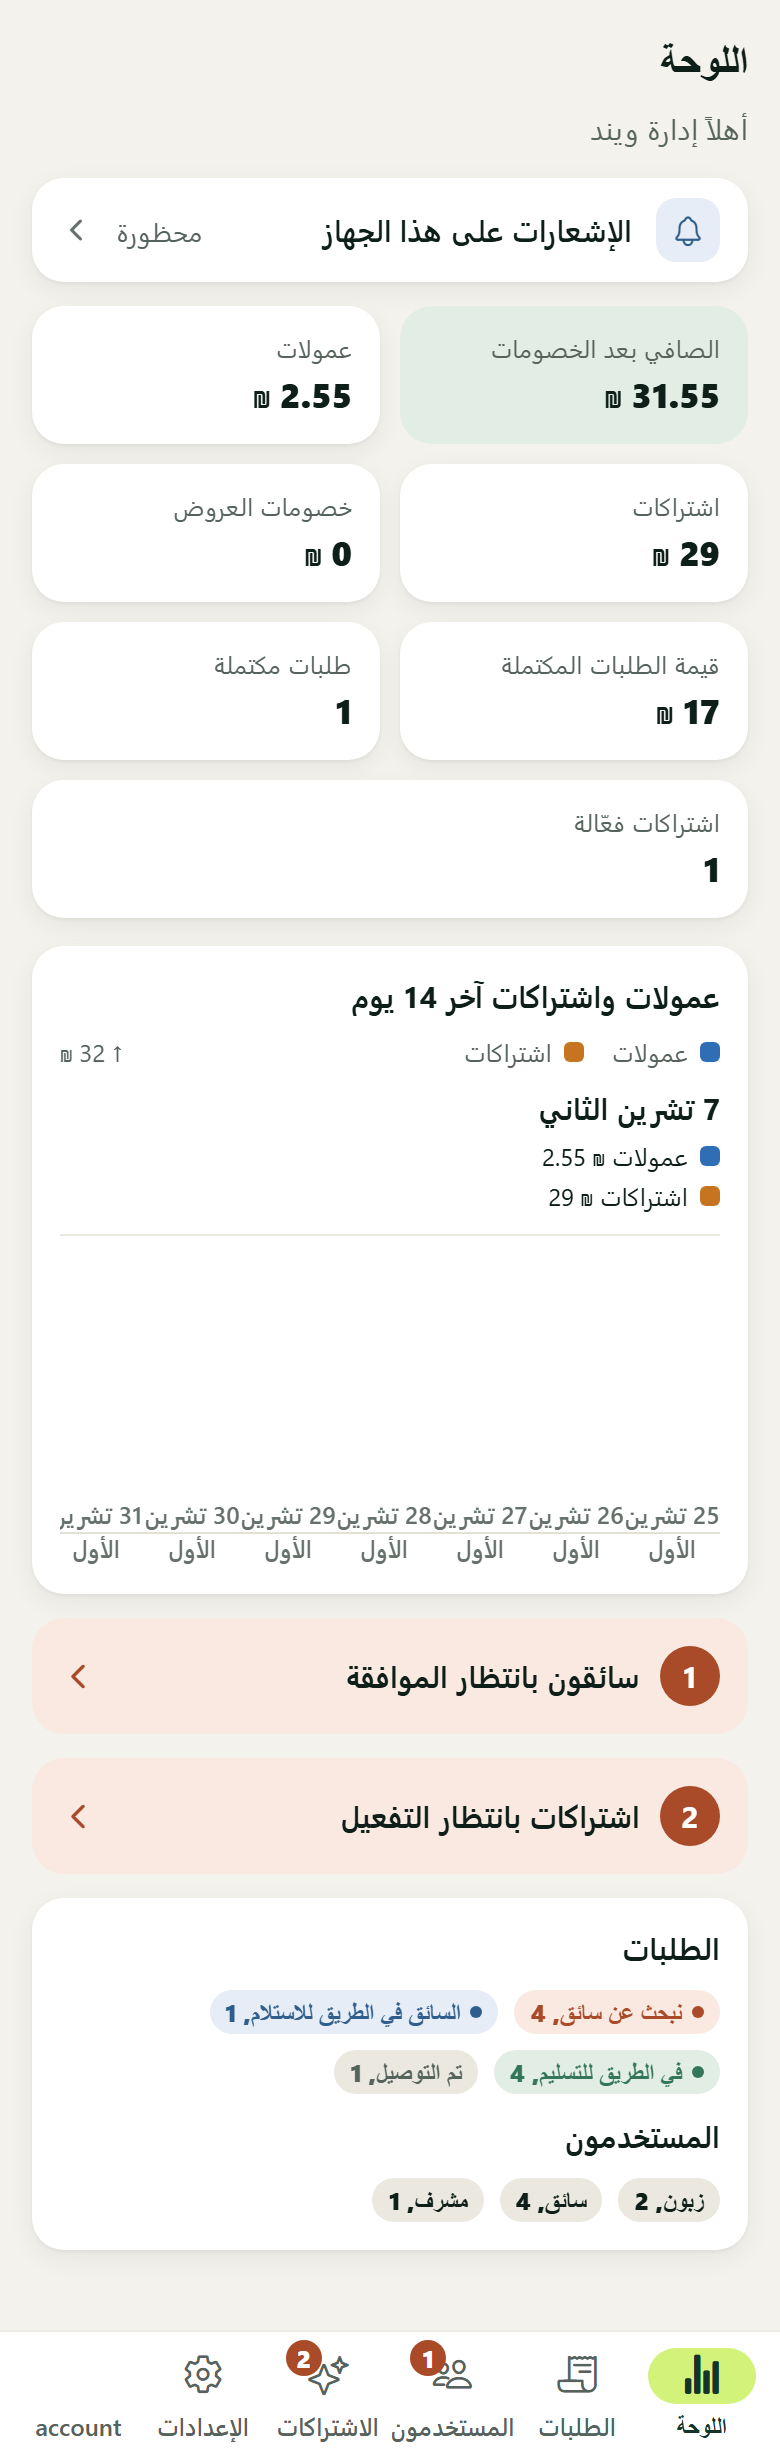 اللوحة
أهلاً إدارة ويند
الإشعارات على هذا الجهاز
محظورة
الصافي بعد الخصومات
31.55 ₪
عمولات
2.55 ₪
اشتراكات
29 ₪
خصومات العروض
0 ₪
قيمة الطلبات المكتملة
17 ₪
طلبات مكتملة
1
اشتراكات فعّالة
1
عمولات واشتراكات آخر 14 يوم
عمولات
اشتراكات
↑ 32 ₪
7 تشرين الثاني
عمولات ₪ 2.55
اشتراكات ₪ 29
25 تشرين الأول
26 تشرين الأول
27 تشرين الأول
28 تشرين الأول
29 تشرين الأول
30 تشرين الأول
31 تشرين الأول
1
سائقون بانتظار الموافقة
2
اشتراكات بانتظار التفعيل
الطلبات
نبحث عن سائق, 4
السائق في الطريق للاستلام, 1
في الطريق للتسليم, 4
تم التوصيل, 1
المستخدمون
زبون, 2
سائق, 4
مشرف, 1
اللوحة
الطلبات
1
المستخدمون
2
الاشتراكات
الإعدادات
account